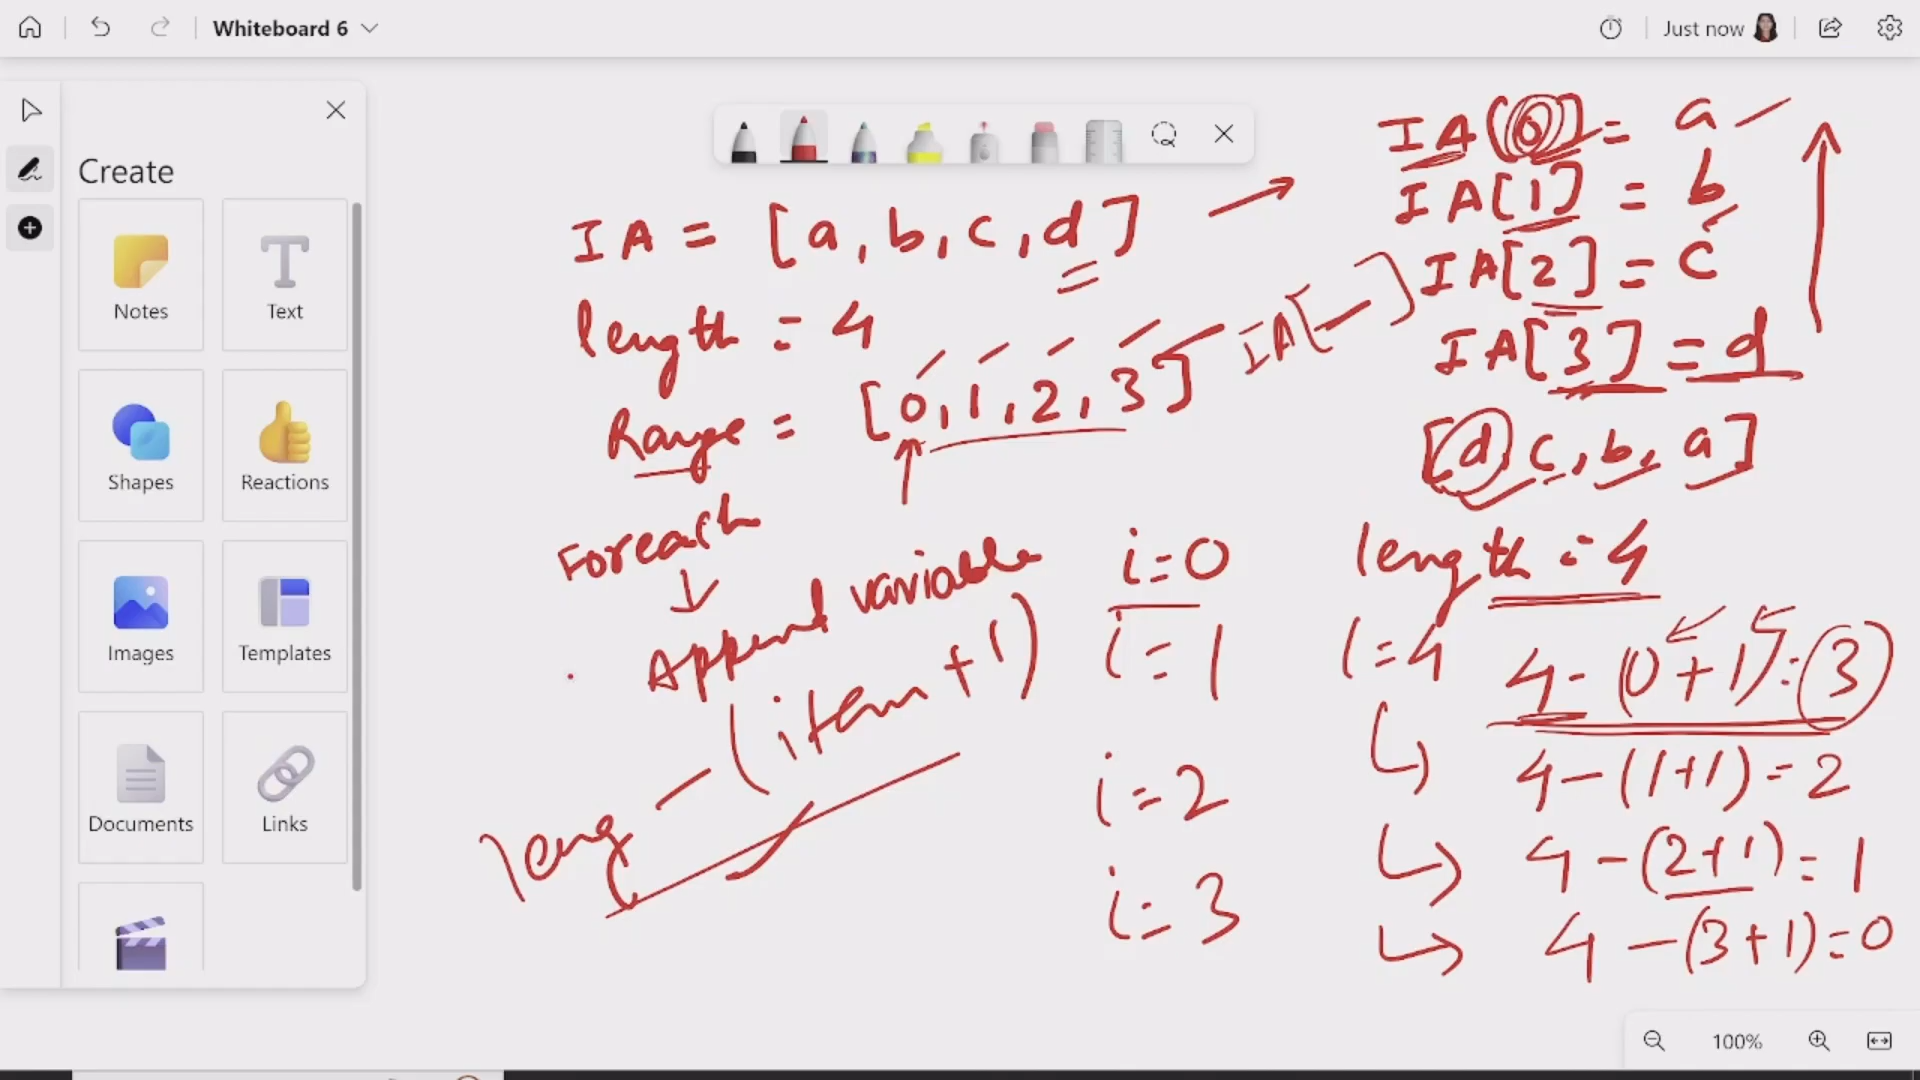 Whiteboard 6
Just now
Create
Notes
Text
Shapes
Reactions
Images
Templates
Documents
Links
IA = [a, b, c, d]
length = 4
Range = [0, 1, 2, 3]
IA[—]
Foreach
Append variable
leng — (item + 1)
i=0
i=1
i=2
i=3
IA[0] = a
IA[1] = b
IA[2] = c
IA[3] = d
[d, c, b, a]
length = 4
l=4
4 - (0+1) = 3
4 - (1+1) = 2
4 - (2+1) = 1
4 - (3+1) = 0
100%